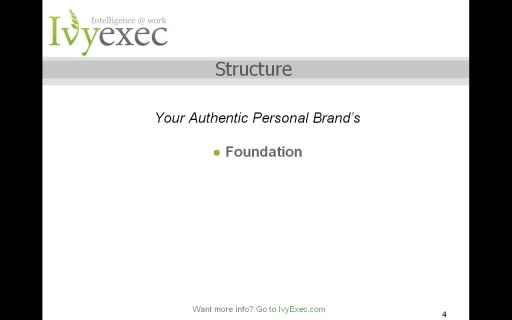 Intelligence @ work
Ivyexec
Structure
Your Authentic Personal Brand's
• Foundation
Want more info? Go to IvyExec.com
4